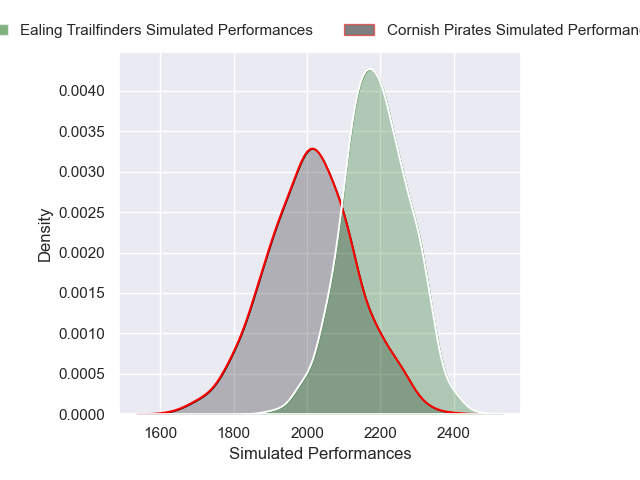 Ealing Trailfinders Simulated Performances Cornish Pirates Simulated
0.0040
0.0035
0.0030
0.0025
0.0020
0.0015
0.0010
0.0005
0.0000
Density
1600 1800 2000 2200 2400
Simulated Performances